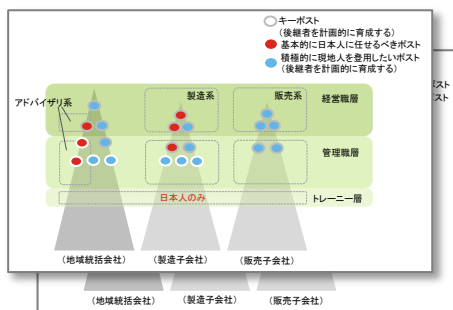 キーポスト
(後継者を計画的に育成する)
基本的に日本人に任せるべきポスト
積極的に現地人を登用したいポスト
(後継者を計画的に育成する)
ポスト
スト
アドバイザリ系
製造系
販売系
経営職層
管理職層
日本人のみ
トレーニー層
(地域統括会社)
(製造子会社)
(販売子会社)
(地域統括会社)
(製造子会社)
(販売子会社)